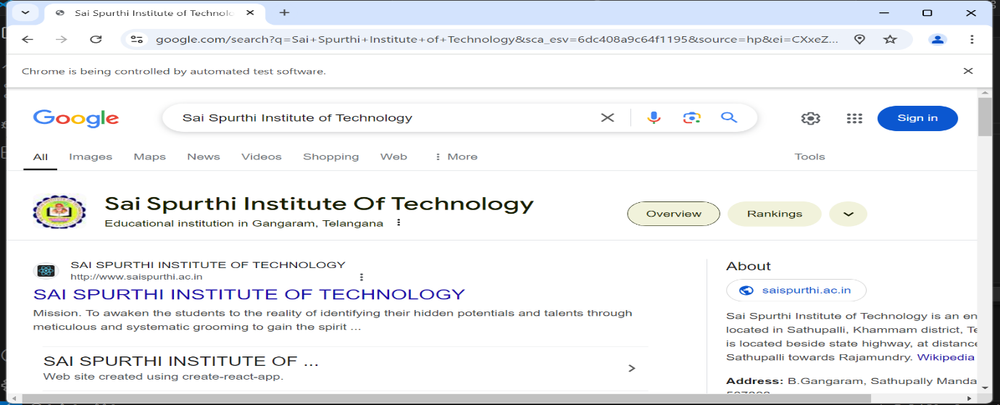 Sai Spurthi Institute of Technolo
google.com/search?q=Sai+Spurthi+Institute+of+Technology&sca_esv=6dc408a9c64f1195&source=hp&ei=CXxeZ...
Chrome is being controlled by automated test software.
Google
Sai Spurthi Institute of Technology
Sign in
All Images Maps News Videos Shopping Web More Tools
Sai Spurthi Institute Of Technology
Educational institution in Gangaram, Telangana
Overview Rankings
SAI SPURTHI INSTITUTE OF TECHNOLOGY
http://www.saispurthi.ac.in
SAI SPURTHI INSTITUTE OF TECHNOLOGY
Mission. To awaken the students to the reality of identifying their hidden potentials and talents through
meticulous and systematic grooming to gain the spirit ...
SAI SPURTHI INSTITUTE OF ...
Web site created using create-react-app.
About
saispurthi.ac.in
Sai Spurthi Institute of Technology is an en
located in Sathupalli, Khammam district, Te
is located beside state highway, at distance
Sathupalli towards Rajamundry. Wikipedia
Address: B.Gangaram, Sathupally Manda